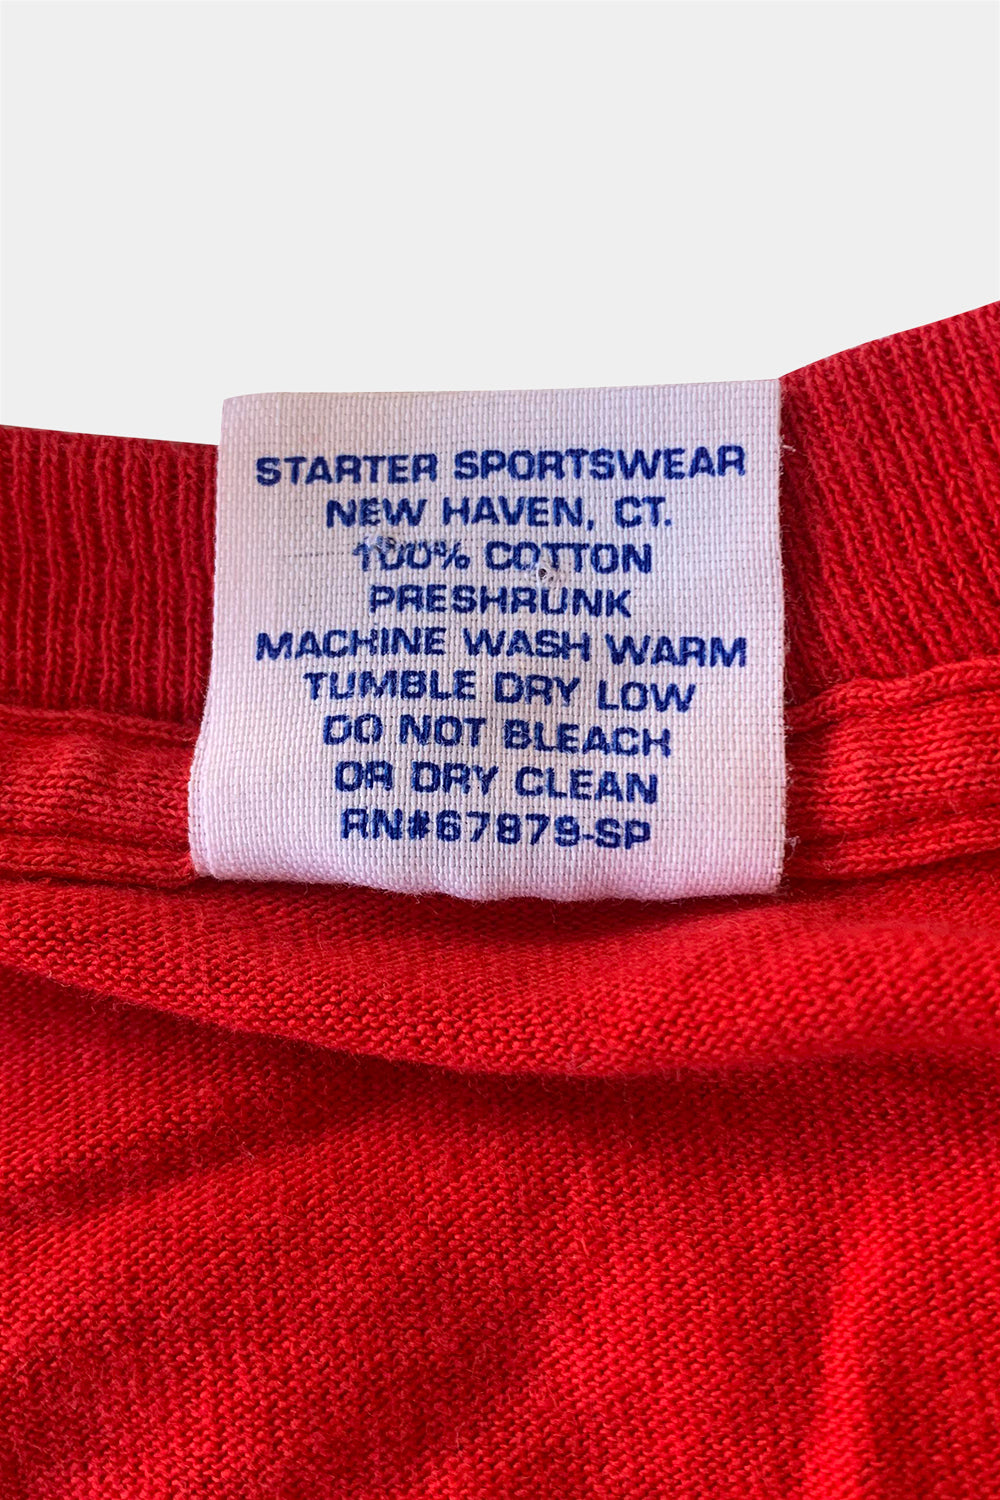 STARTER SPORTSWEAR
NEW HAVEN, CT.
100% COTTON
PRESHRUNK
MACHINE WASH WARM
TUMBLE DRY LOW
DO NOT BLEACH
OR DRY CLEAN
RN#67979-SP